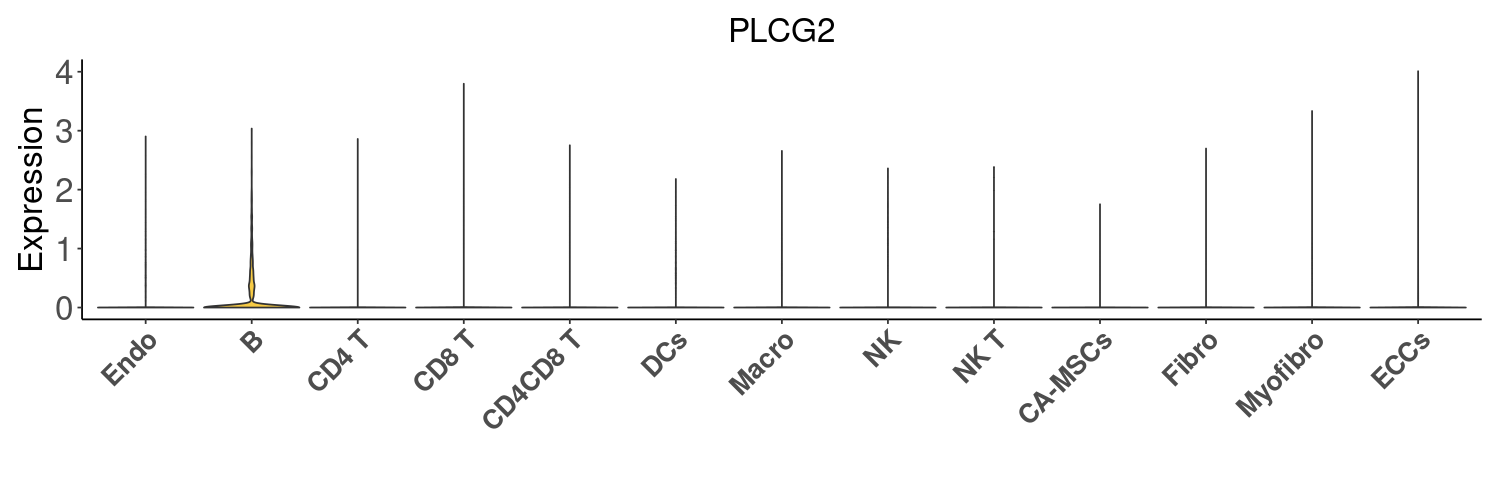 PLCG2
Expression
4
3
2
1
0
Endo
B
CD4 T
CD8 T
CD4CD8 T
DCs
Macro
NK
NK T
CA-MSCs
Fibro
Myofibro
ECCs